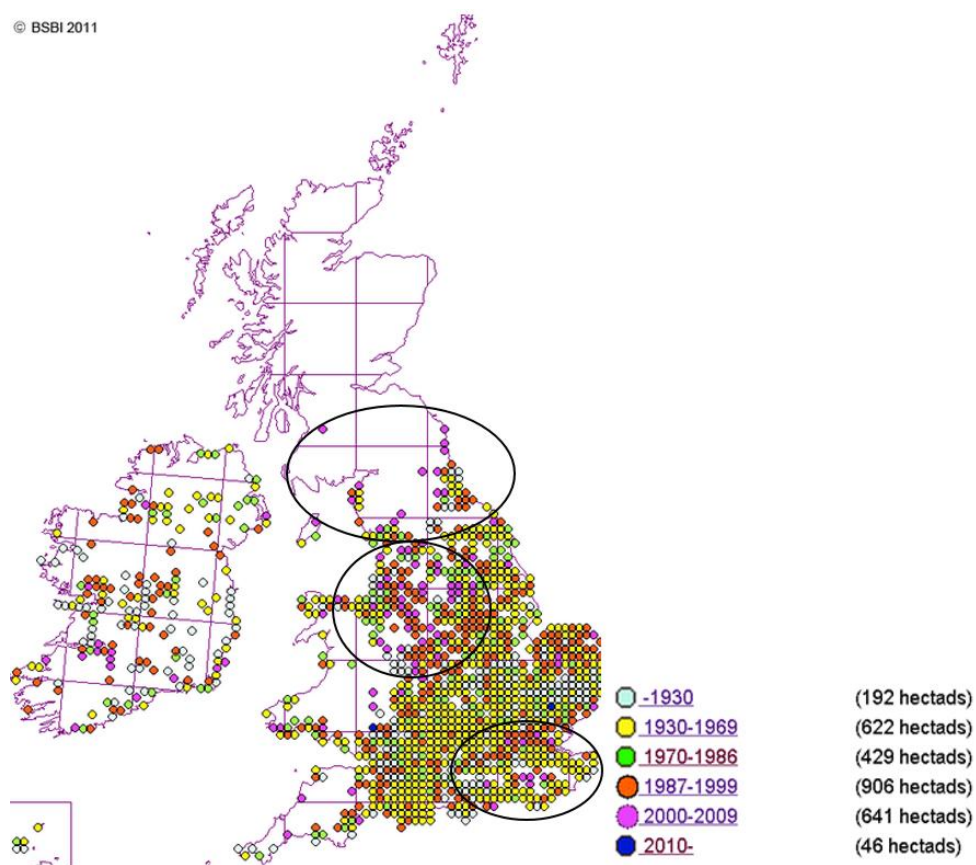 © BSBI 2011
-1930 (192 hectads)
1930-1969 (622 hectads)
1970-1986 (429 hectads)
1987-1999 (906 hectads)
2000-2009 (641 hectads)
2010- (46 hectads)